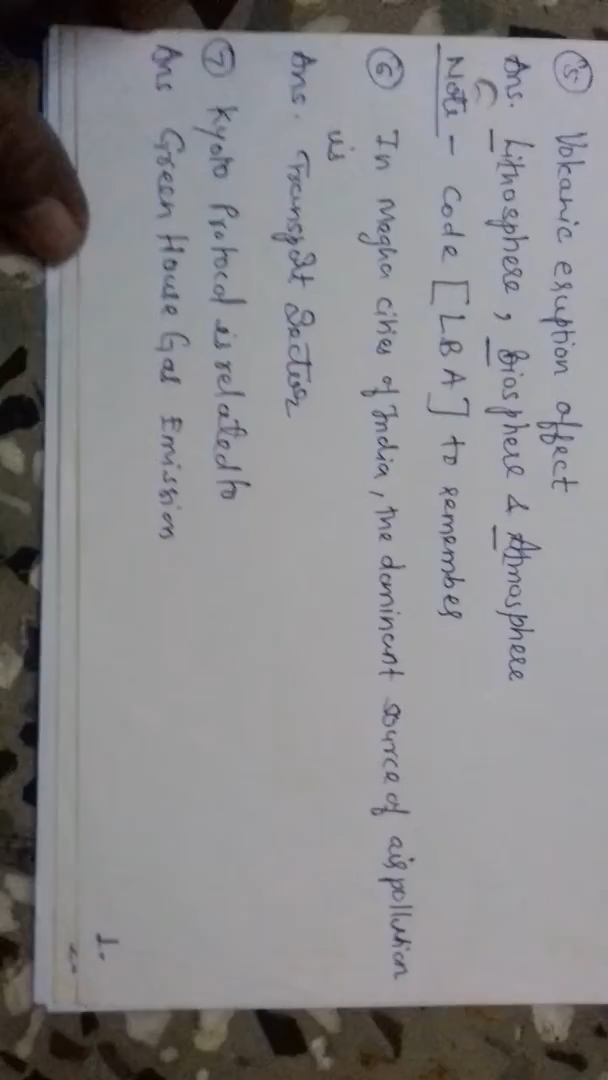 ⑤ Volcanic eruption affect
Ans. Lithosphere, Biosphere & Atmosphere
Note - Code [LBA] to remember
⑥ In Megha cities of India, the dominant source of air pollution
is
Ans. Transport Sector
⑦ Kyoto Protocol is related to
Ans Green House Gas Emission
1.